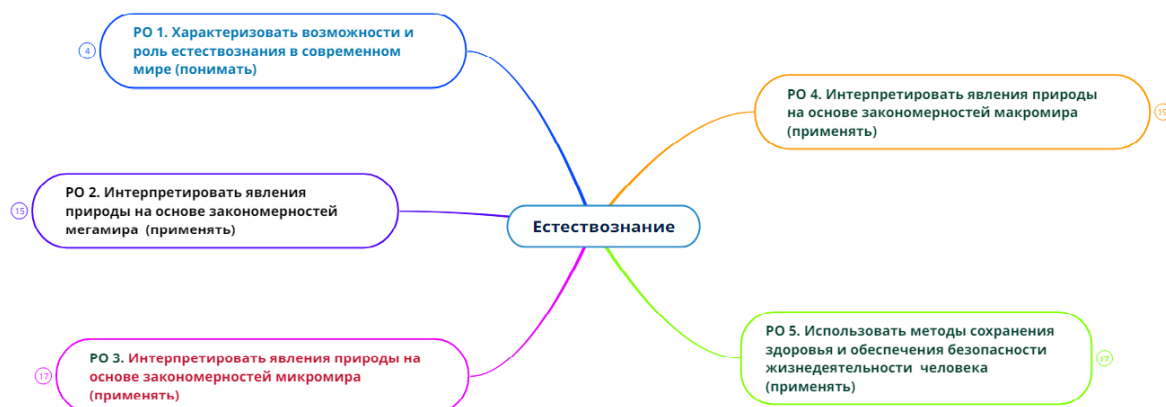 РО 1. Характеризовать возможности и
роль естествознания в современном
мире (понимать)
4
РО 2. Интерпретировать явления
природы на основе закономерностей
мегамира (применять)
15
РО 3. Интерпретировать явления природы на
основе закономерностей микромира
(применять)
17
Естествознание
РО 4. Интерпретировать явления природы
на основе закономерностей макромира
(применять)
19
РО 5. Использовать методы сохранения
здоровья и обеспечения безопасности
жизнедеятельности человека
(применять)
17